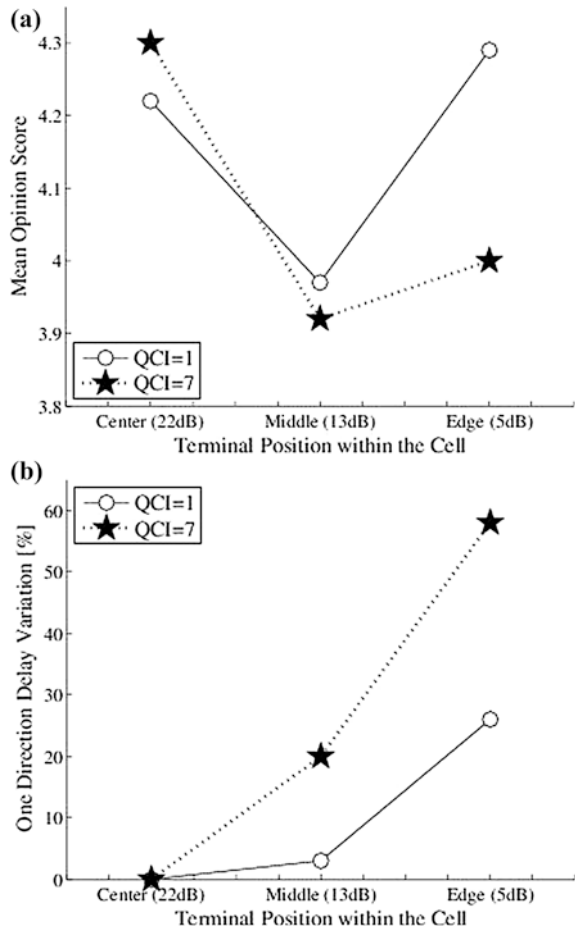 (a)
Mean Opinion Score
4.3
4.2
4.1
4
3.9
3.8
QCI=1
QCI=7
Center (22dB) Middle (13dB) Edge (5dB)
Terminal Position within the Cell
(b)
One Direction Delay Variation [%]
60
50
40
30
20
10
0
QCI=1
QCI=7
Center (22dB) Middle (13dB) Edge (5dB)
Terminal Position within the Cell